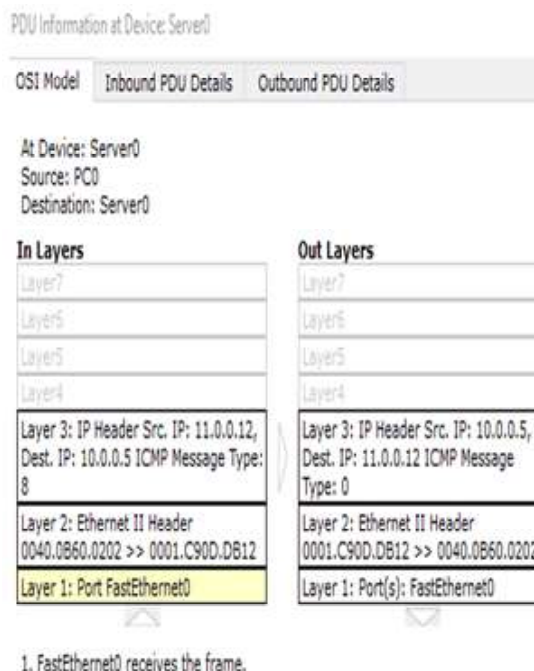 PDU Information at Device: Server0
OSI Model
Inbound PDU Details
Outbound PDU Details
At Device: Server0
Source: PC0
Destination: Server0
In Layers
Layer7
Layer6
Layer5
Layer4
Layer 3: IP Header Src. IP: 11.0.0.12,
Dest. IP: 10.0.0.5 ICMP Message Type:
8
Layer 2: Ethernet II Header
0040.0B60.0202 >> 0001.C90D.DB12
Layer 1: Port FastEthernet0
Out Layers
Layer7
Layer6
Layer5
Layer4
Layer 3: IP Header Src. IP: 10.0.0.5,
Dest. IP: 11.0.0.12 ICMP Message
Type: 0
Layer 2: Ethernet II Header
0001.C90D.DB12 >> 0040.0B60.0202
Layer 1: Port(s): FastEthernet0
1. FastEthernet0 receives the frame.